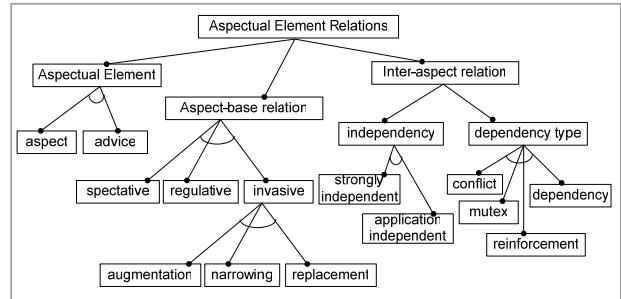 Aspectual Element Relations
Aspectual Element
Inter-aspect relation
Aspect-base relation
independency
dependency type
aspect
advice
spectative
regulative
invasive
strongly
independent
conflict
dependency
mutex
application
independent
reinforcement
augmentation
narrowing
replacement